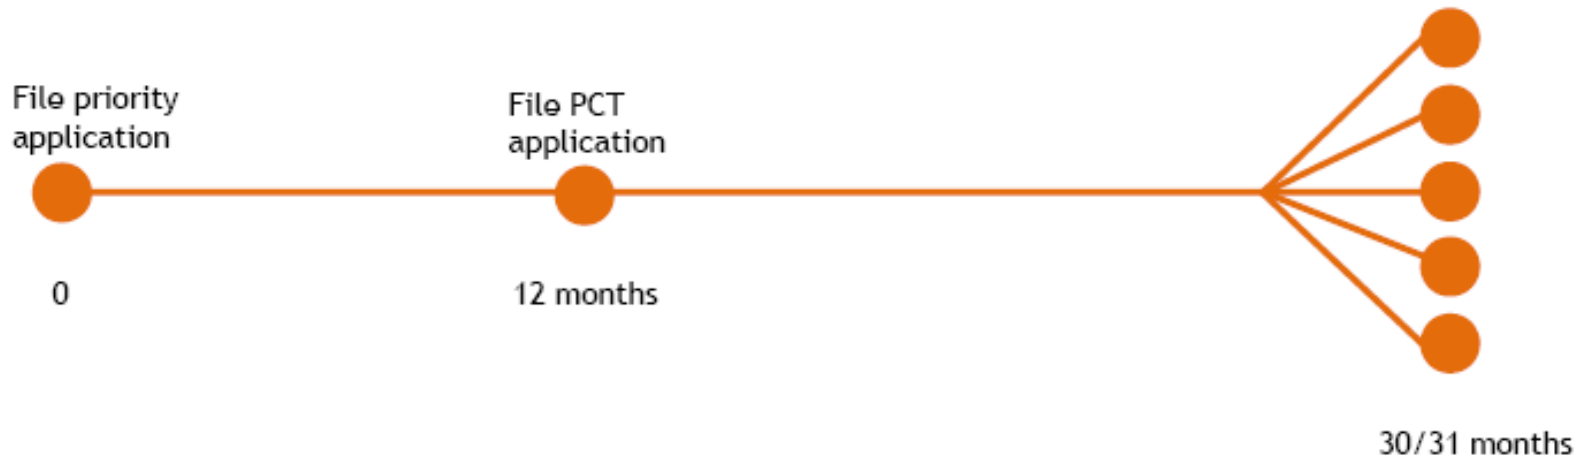 File priority
application
File PCT
application
0
12 months
30/31 months